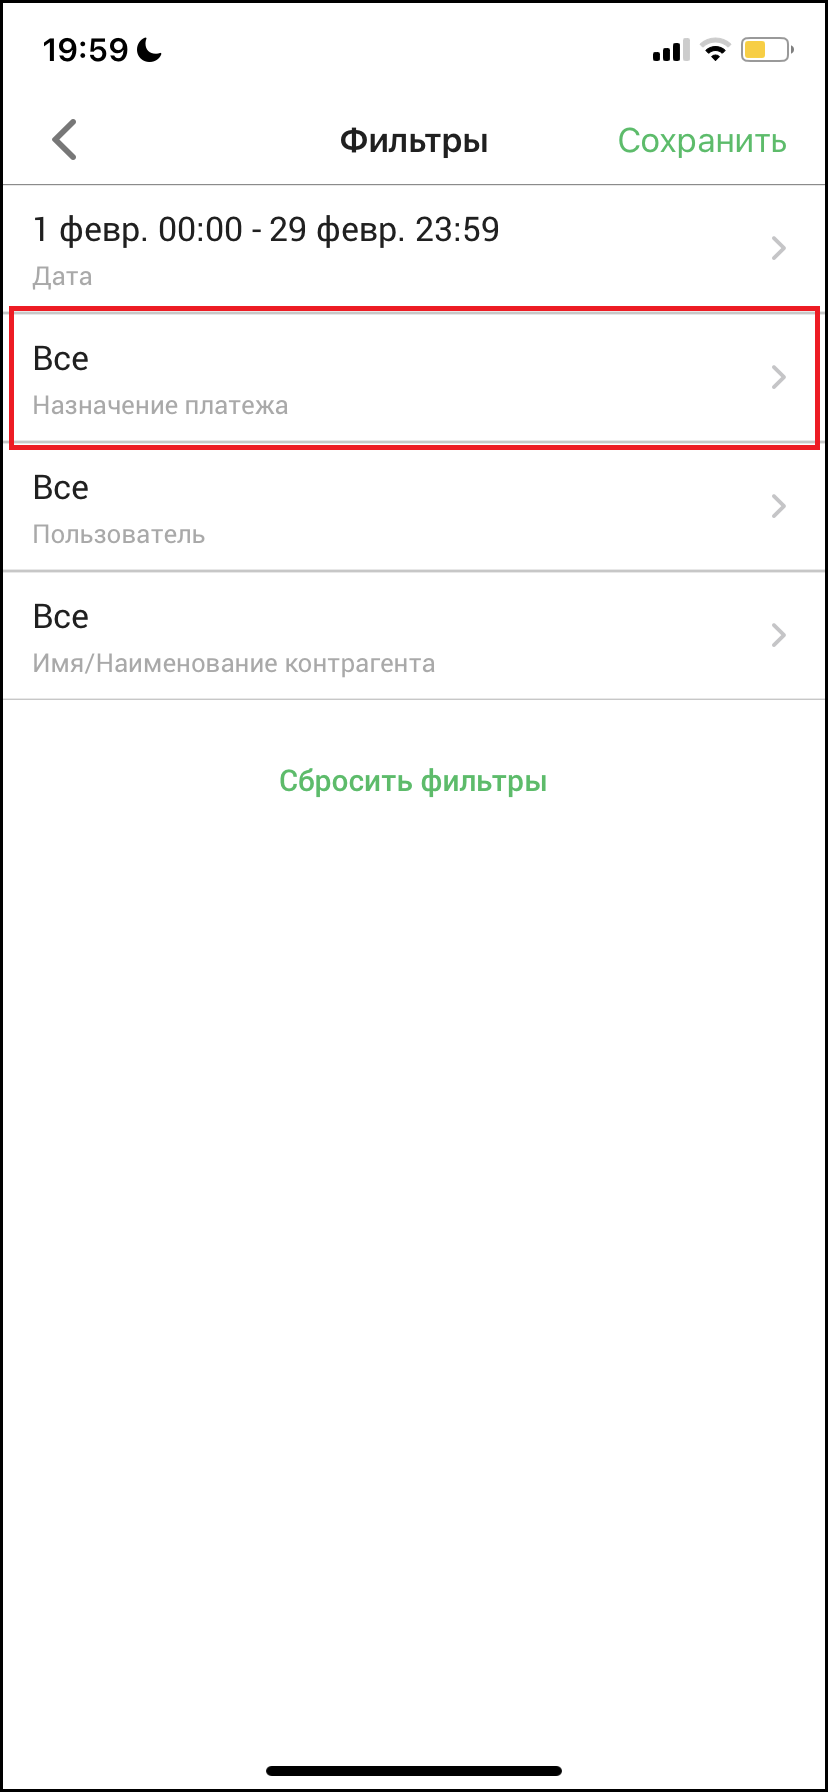 19:59
Фильтры
Сохранить
1 февр. 00:00 - 29 февр. 23:59
Дата
Все
Назначение платежа
Все
Пользователь
Все
Имя/Наименование контрагента
Сбросить фильтры